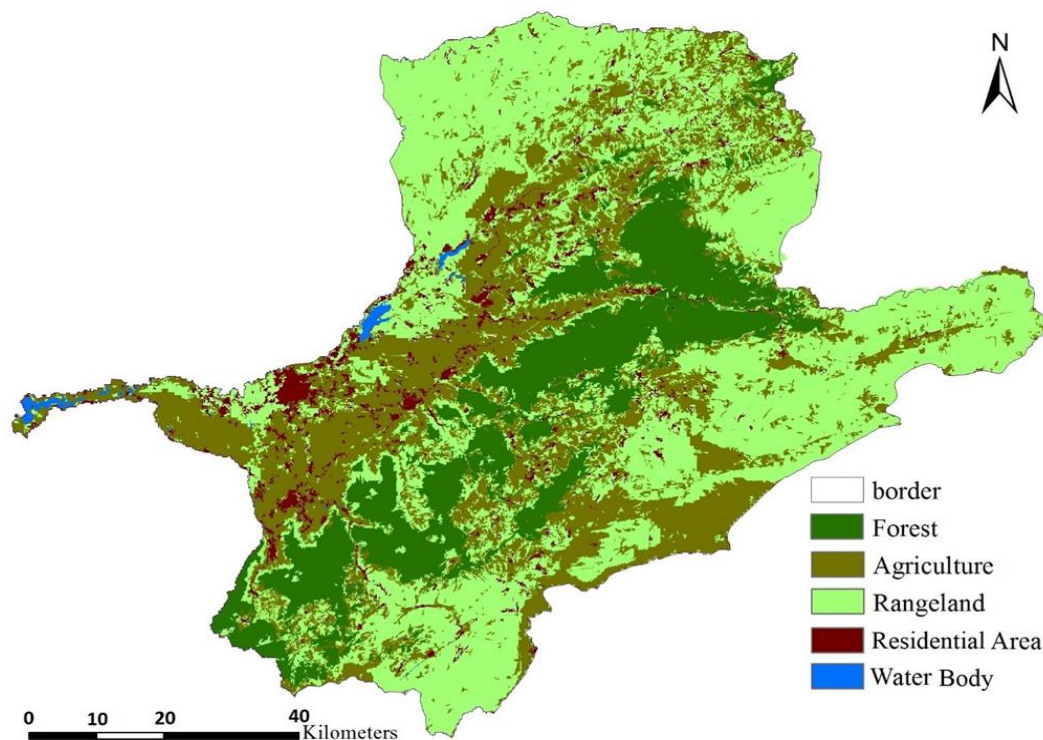 N
border
Forest
Agriculture
Rangeland
Residential Area
Water Body
0 10 20 40
Kilometers